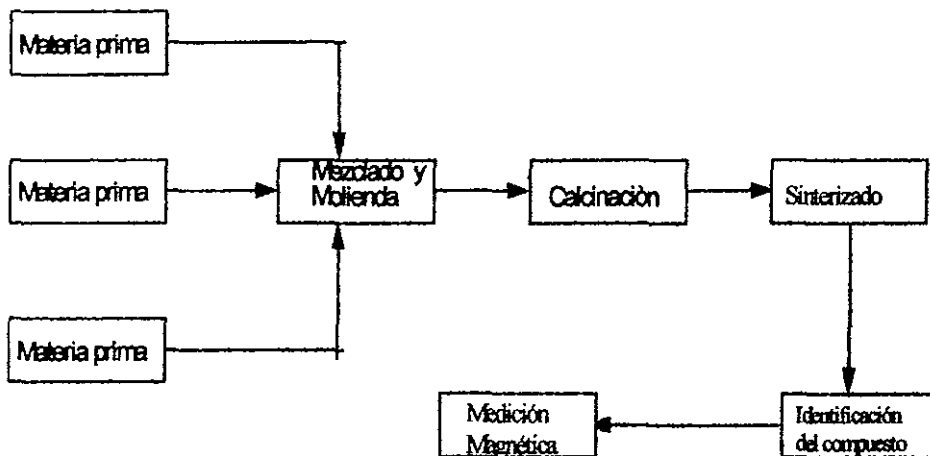 Materia prima
Materia prima
Mezclado y
Molienda
Calcinaciòn
Sinterizado
Materia prima
Medición
Magnética
Identificación
del compuesto